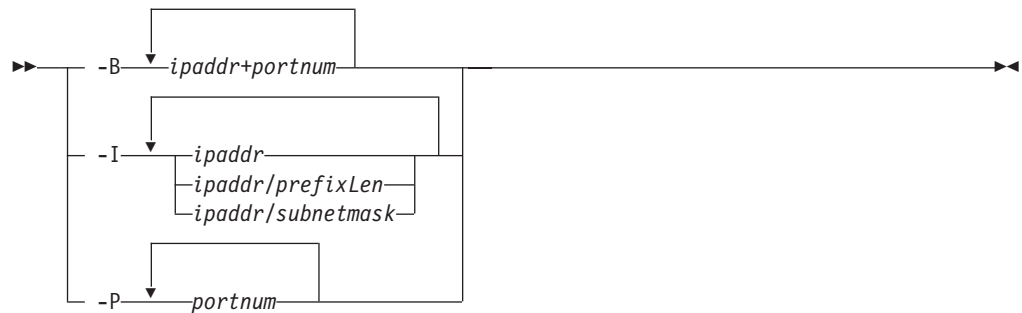 -B ipaddr+portnum
-I ipaddr
ipaddr/prefixLen
ipaddr/subnetmask
-P portnum